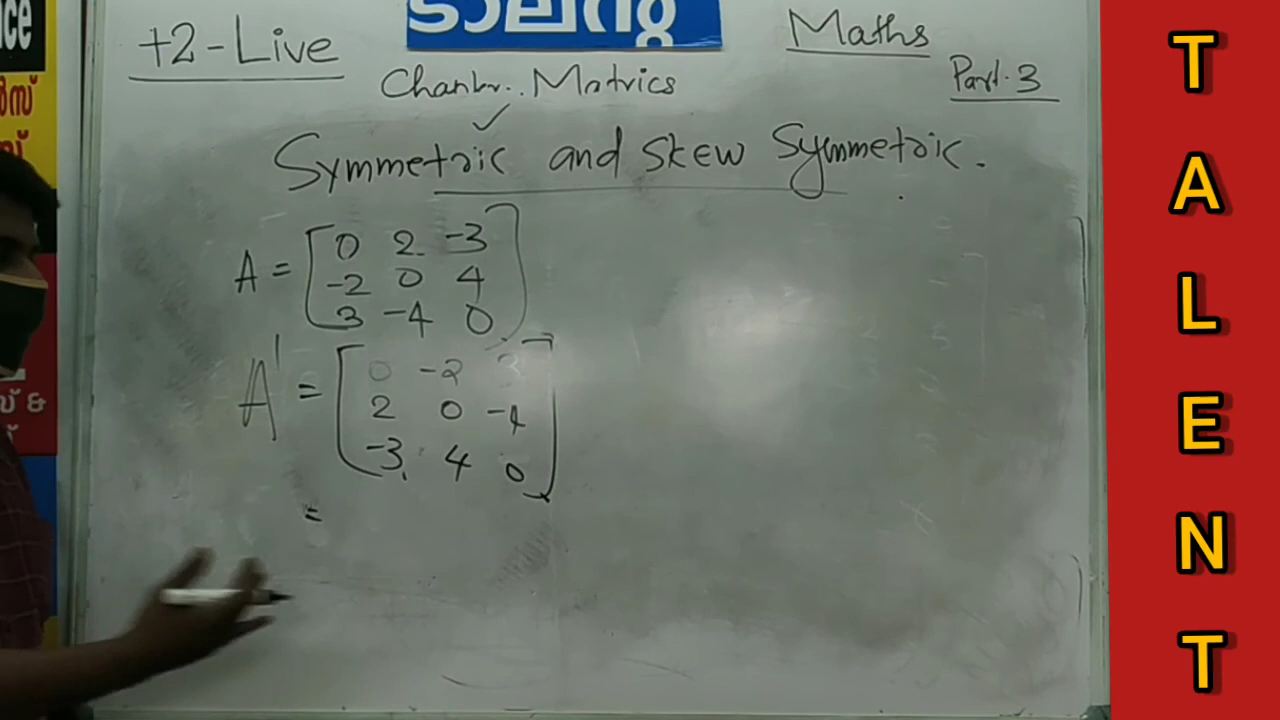 +2-Live
ടാലന്റ്
Maths
Part.3
Matrics
✓
Symmetric and skew Symmetric.
A = [0 2 -3
-2 0 4
3 -4 0]
A' = [0 -2 3
2 0 -4
-3 4 0]
=
T
A
L
E
N
T